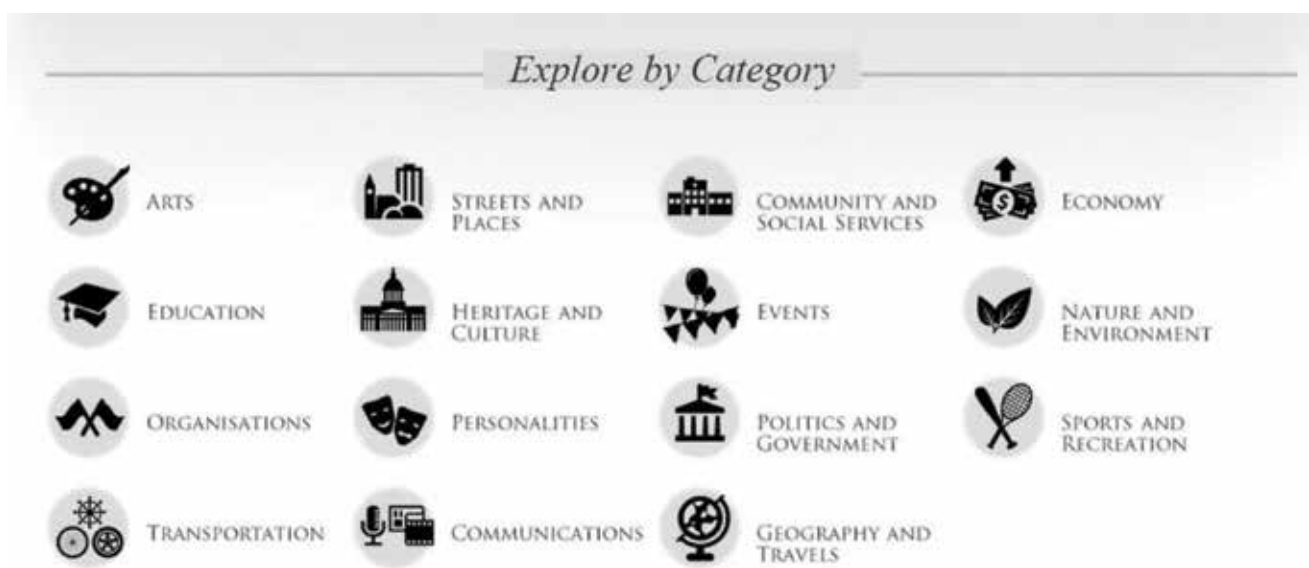 Explore by Category
ARTS
STREETS AND
PLACES
COMMUNITY AND
SOCIAL SERVICES
ECONOMY
EDUCATION
HERITAGE AND
CULTURE
EVENTS
NATURE AND
ENVIRONMENT
ORGANISATIONS
PERSONALITIES
POLITICS AND
GOVERNMENT
SPORTS AND
RECREATION
TRANSPORTATION
COMMUNICATIONS
GEOGRAPHY AND
TRAVELS